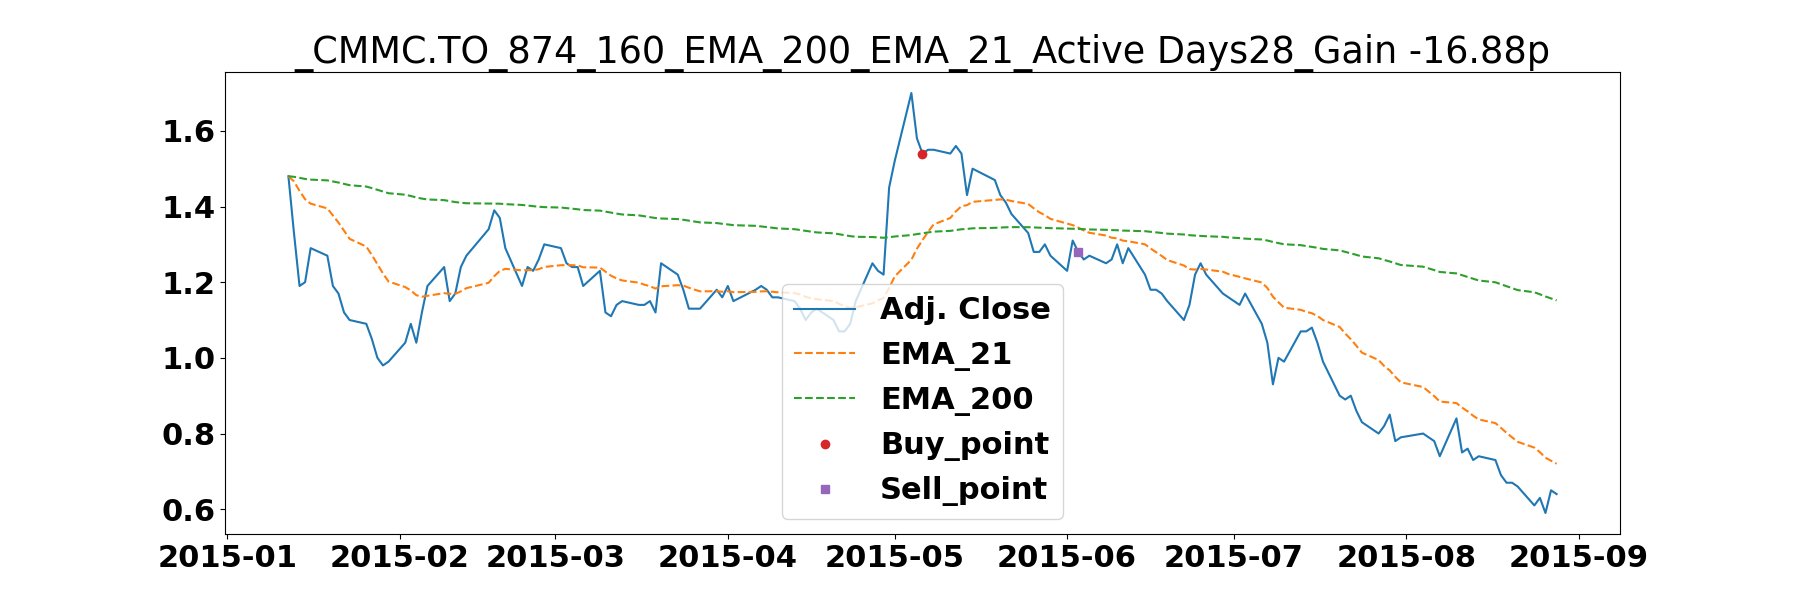 _CMMC.TO_874_160_EMA_200_EMA_21_Active Days28_Gain -16.88p
1.6
1.4
1.2
1.0
0.8
0.6
Adj. Close
EMA_21
EMA_200
Buy_point
Sell_point
2015-01 2015-02 2015-03 2015-04 2015-05 2015-06 2015-07 2015-08 2015-09